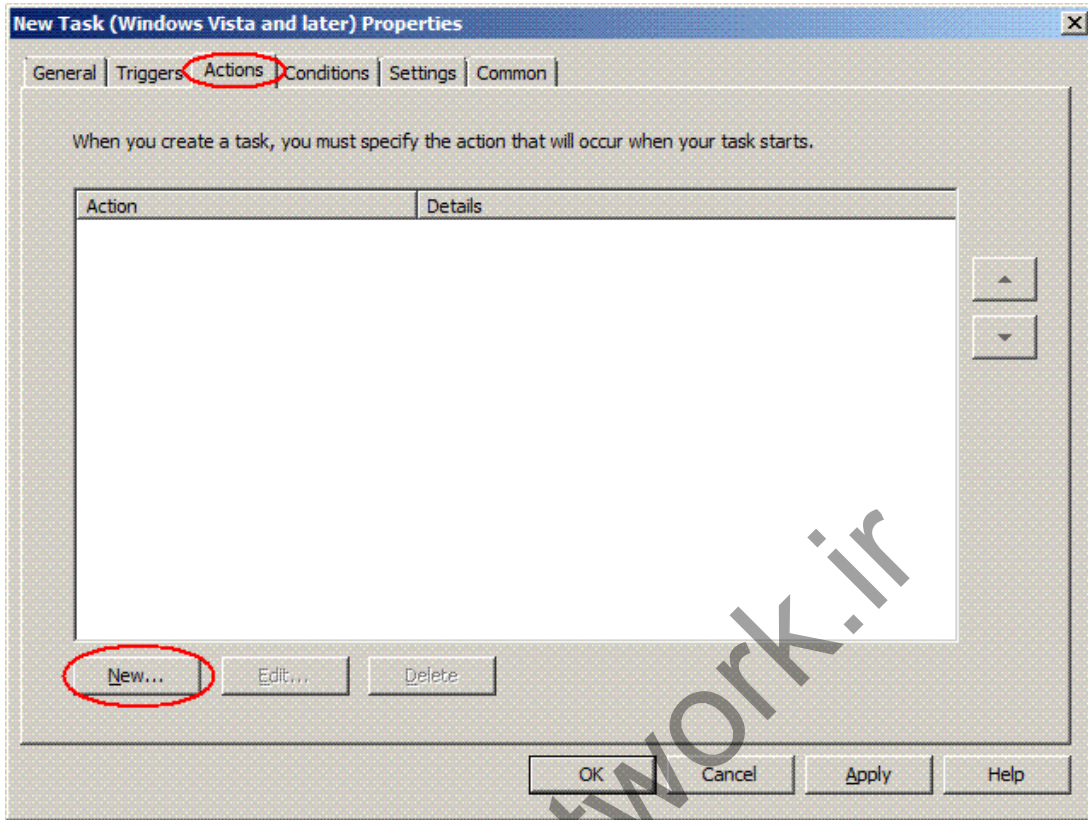 New Task (Windows Vista and later) Properties
General Triggers Actions Conditions Settings Common
When you create a task, you must specify the action that will occur when your task starts.
Action Details
New... Edit... Delete
OK Cancel Apply Help
twork.ir